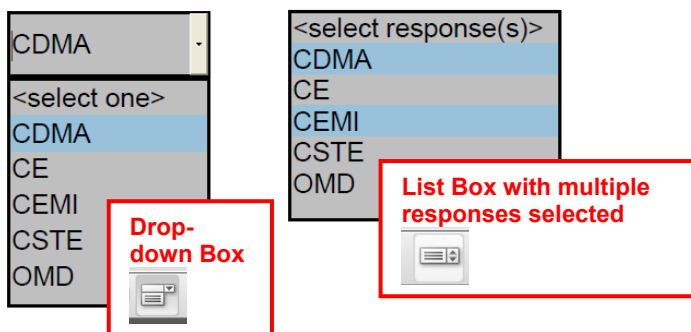 CDMA
<select one>
CDMA
CE
CEMI
CSTE
OMD
Drop-
down Box
<select response(s)>
CDMA
CE
CEMI
CSTE
OMD
List Box with multiple
responses selected